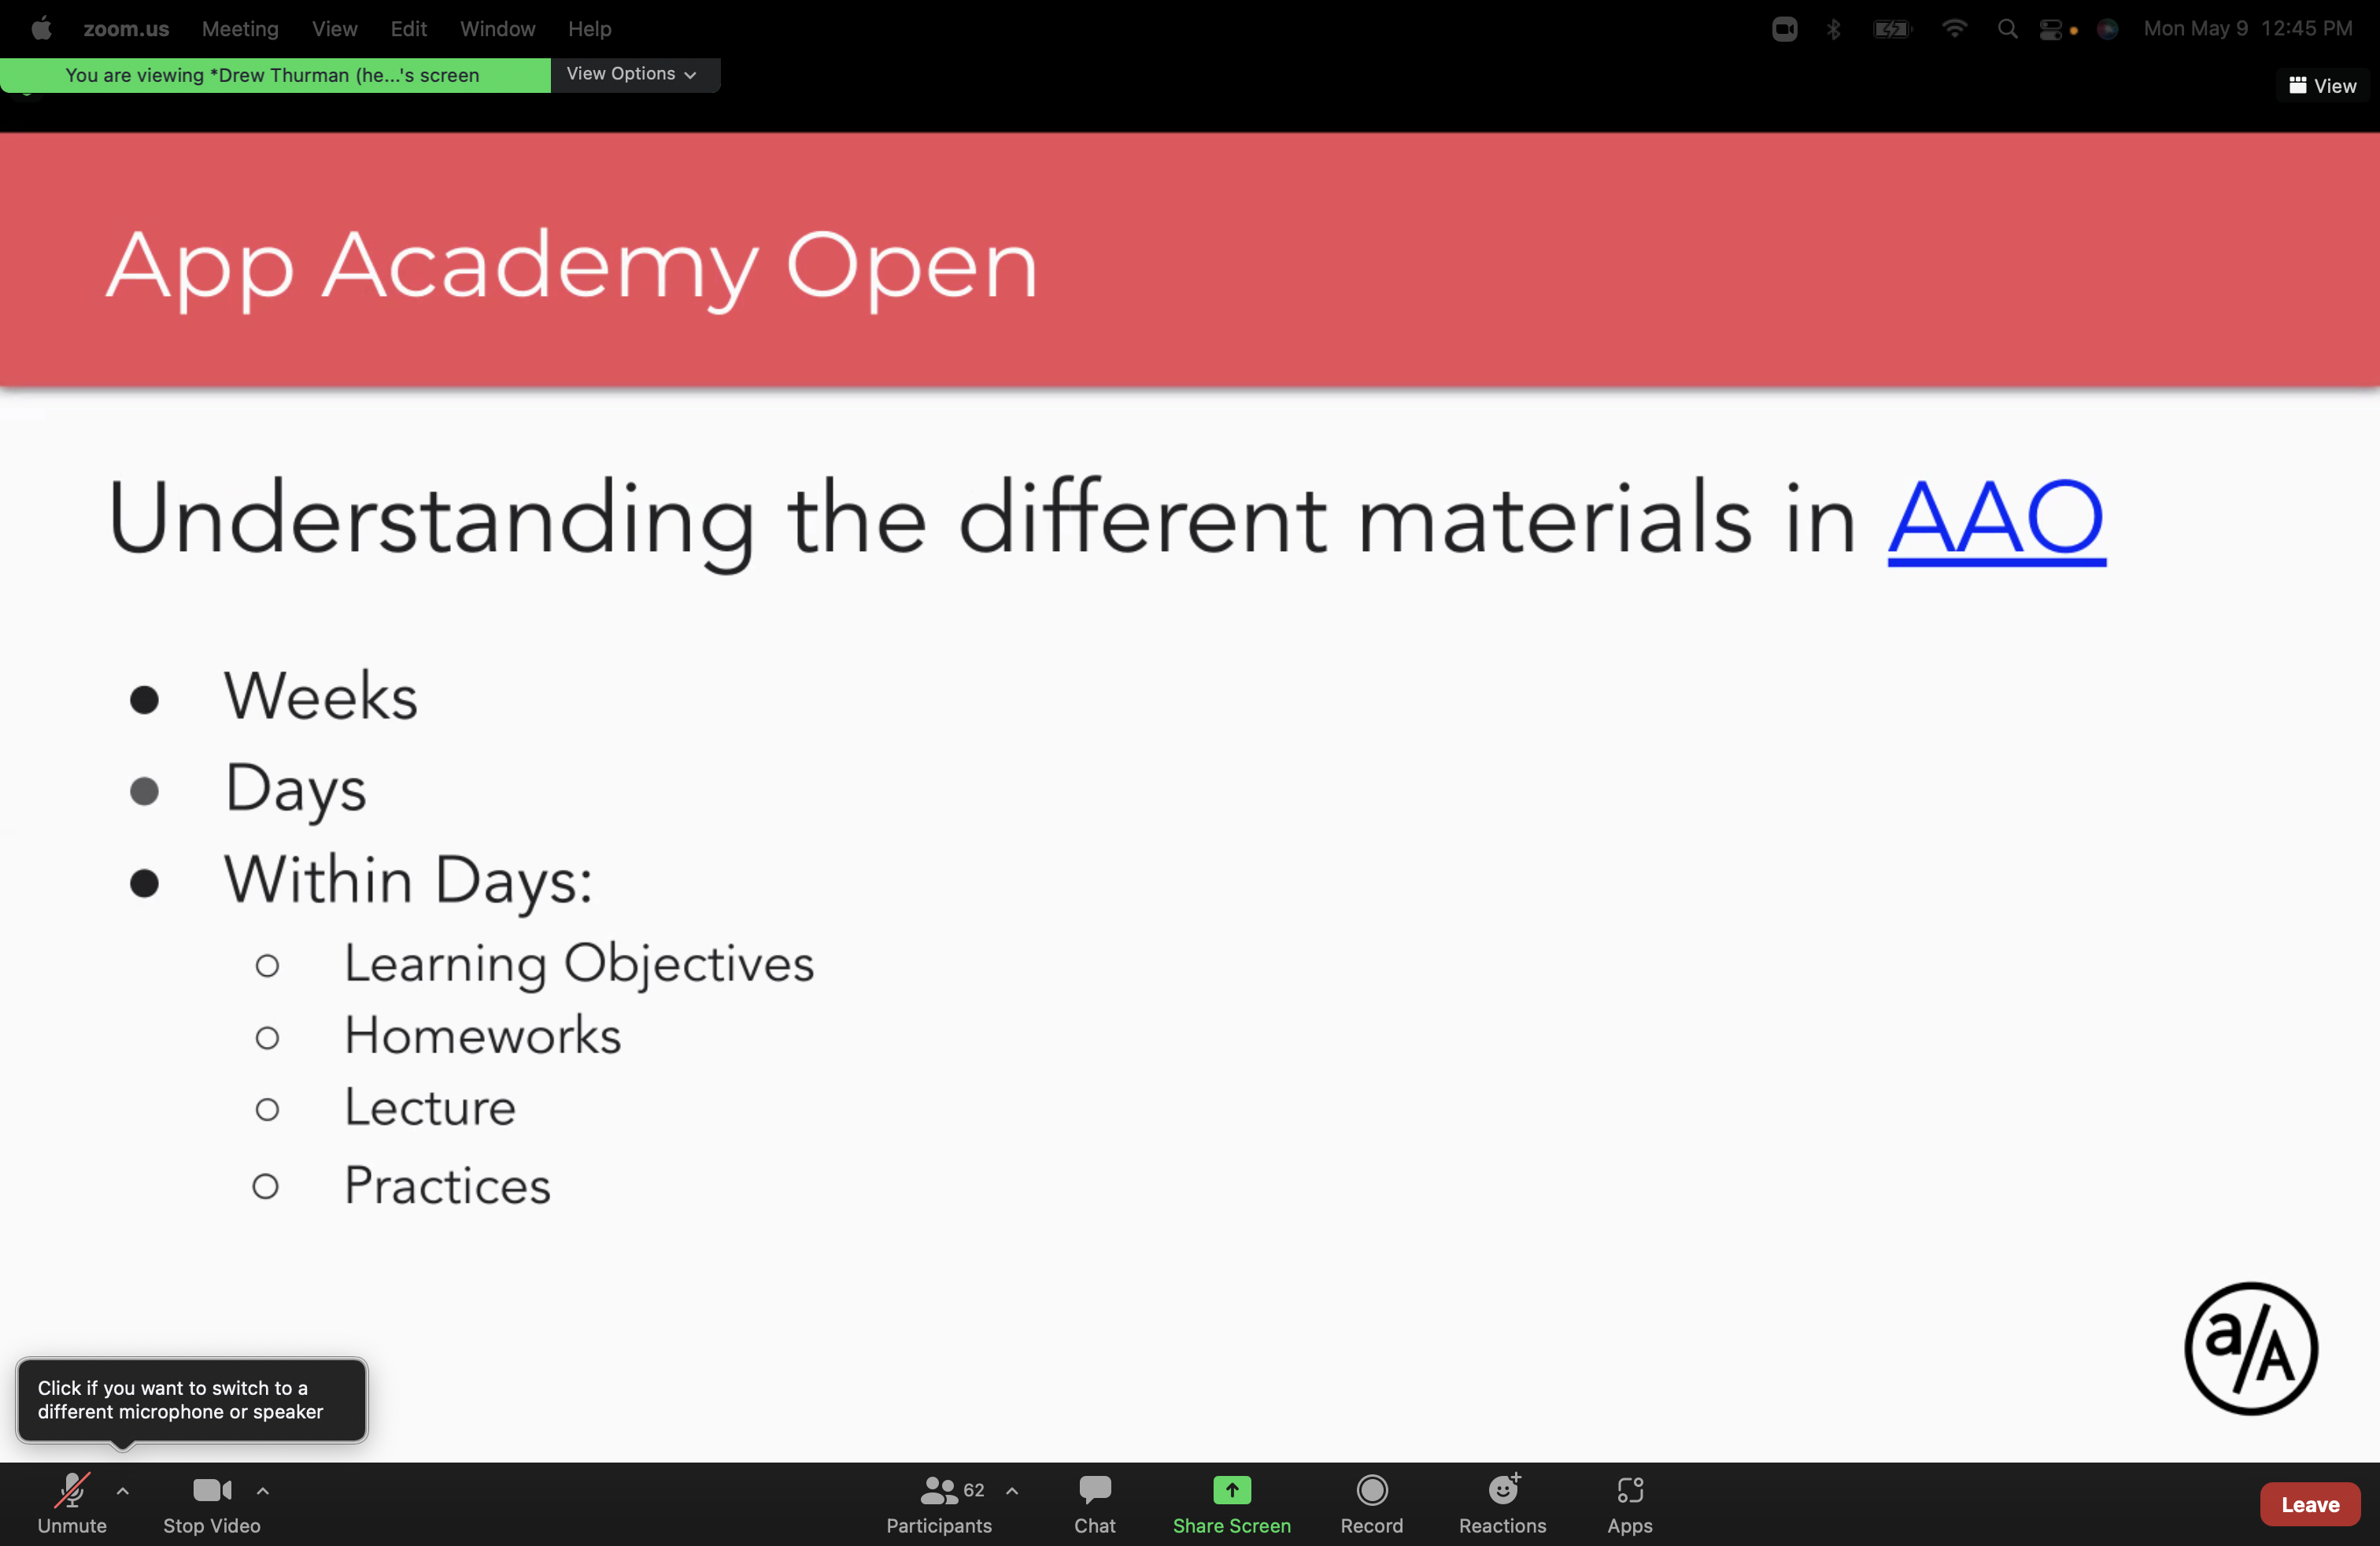 zoom.us Meeting View Edit Window Help Mon May 9 12:45 PM
You are viewing *Drew Thurman (he...'s screen View Options
View
App Academy Open
Understanding the different materials in AAO
Weeks
Days
Within Days:
Learning Objectives
Homeworks
Lecture
Practices
a/A
Click if you want to switch to a
different microphone or speaker
62
Unmute Stop Video Participants Chat Share Screen Record Reactions Apps Leave